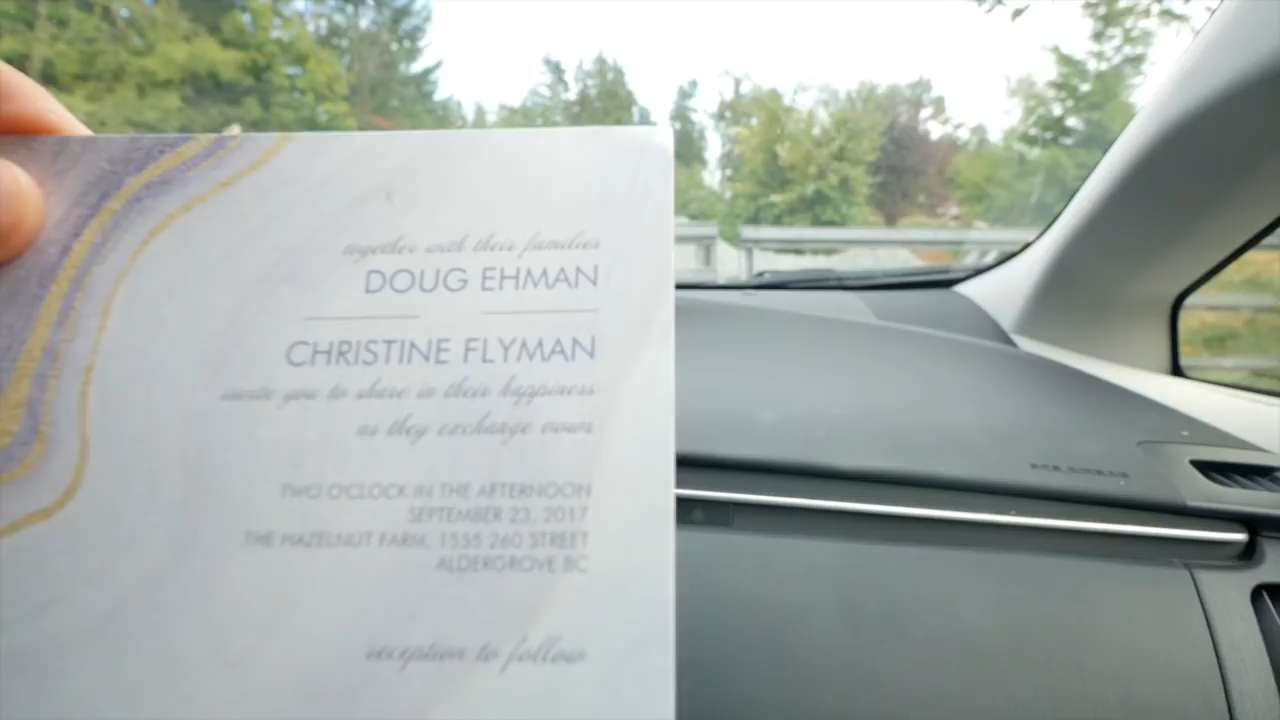 together with their families
DOUG EHMAN
CHRISTINE FLYMAN
invite you to share in their happiness
as they exchange vows
TWO O'CLOCK IN THE AFTERNOON
SEPTEMBER 23, 2017
THE HAZELNUT FARM, 1555 260 STREET
ALDERGROVE BC
reception to follow